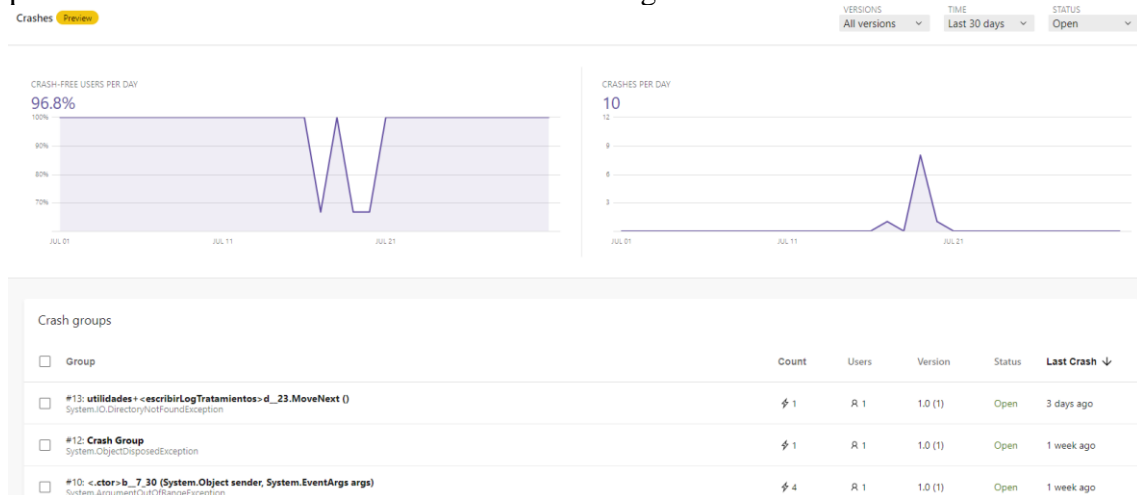 Crashes Preview
VERSIONS
All versions
TIME
Last 30 days
STATUS
Open
CRASH-FREE USERS PER DAY
96.8%
100%
90%
80%
70%
JUL 01 JUL 11 JUL 21
CRASHES PER DAY
10
12
9
6
3
JUL 01 JUL 11 JUL 21
Crash groups
Group Count Users Version Status Last Crash
#13: utilidades+<escribirLogTratamientos>d__23.MoveNext () 1 1 1.0 (1) Open 3 days ago
System.IO.DirectoryNotFoundException
#12: Crash Group 1 1 1.0 (1) Open 1 week ago
System.ObjectDisposedException
#10: <.ctor>b__7_30 (System.Object sender, System.EventArgs args) 4 1 1.0 (1) Open 1 week ago
System.ArgumentOutOfRangeException